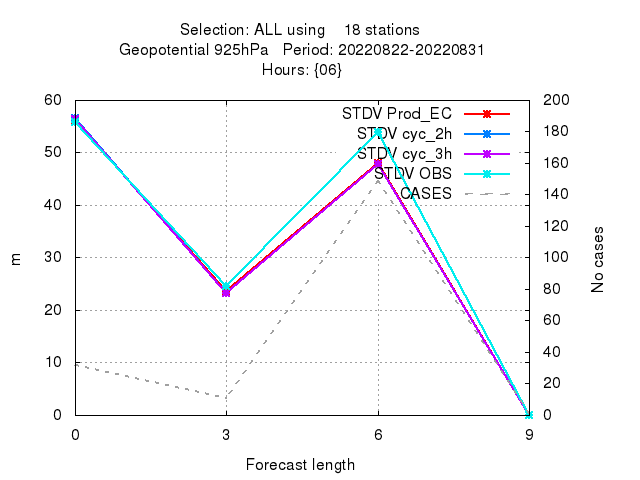 Selection: ALL using    18 stations
Geopotential 925hPa   Period: 20220822-20220831
Hours: {06}
60
50
40
30
20
10
0
m
STDV Prod_EC
STDV cyc_2h
STDV cyc_3h
STDV OBS
CASES
200
180
160
140
120
100
80
60
40
20
0
No cases
0 3 6 9
Forecast length